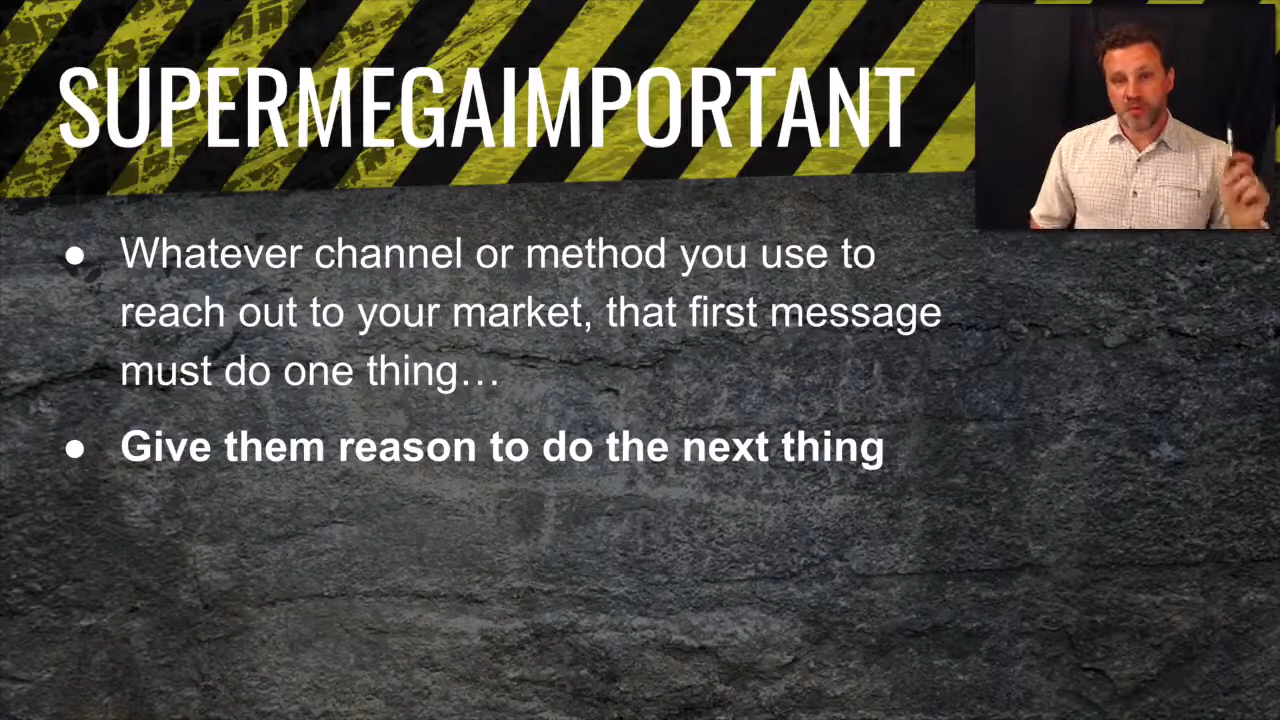 SUPERMEGAIMPORTANT
● Whatever channel or method you use to
reach out to your market, that first message
must do one thing…
● Give them reason to do the next thing